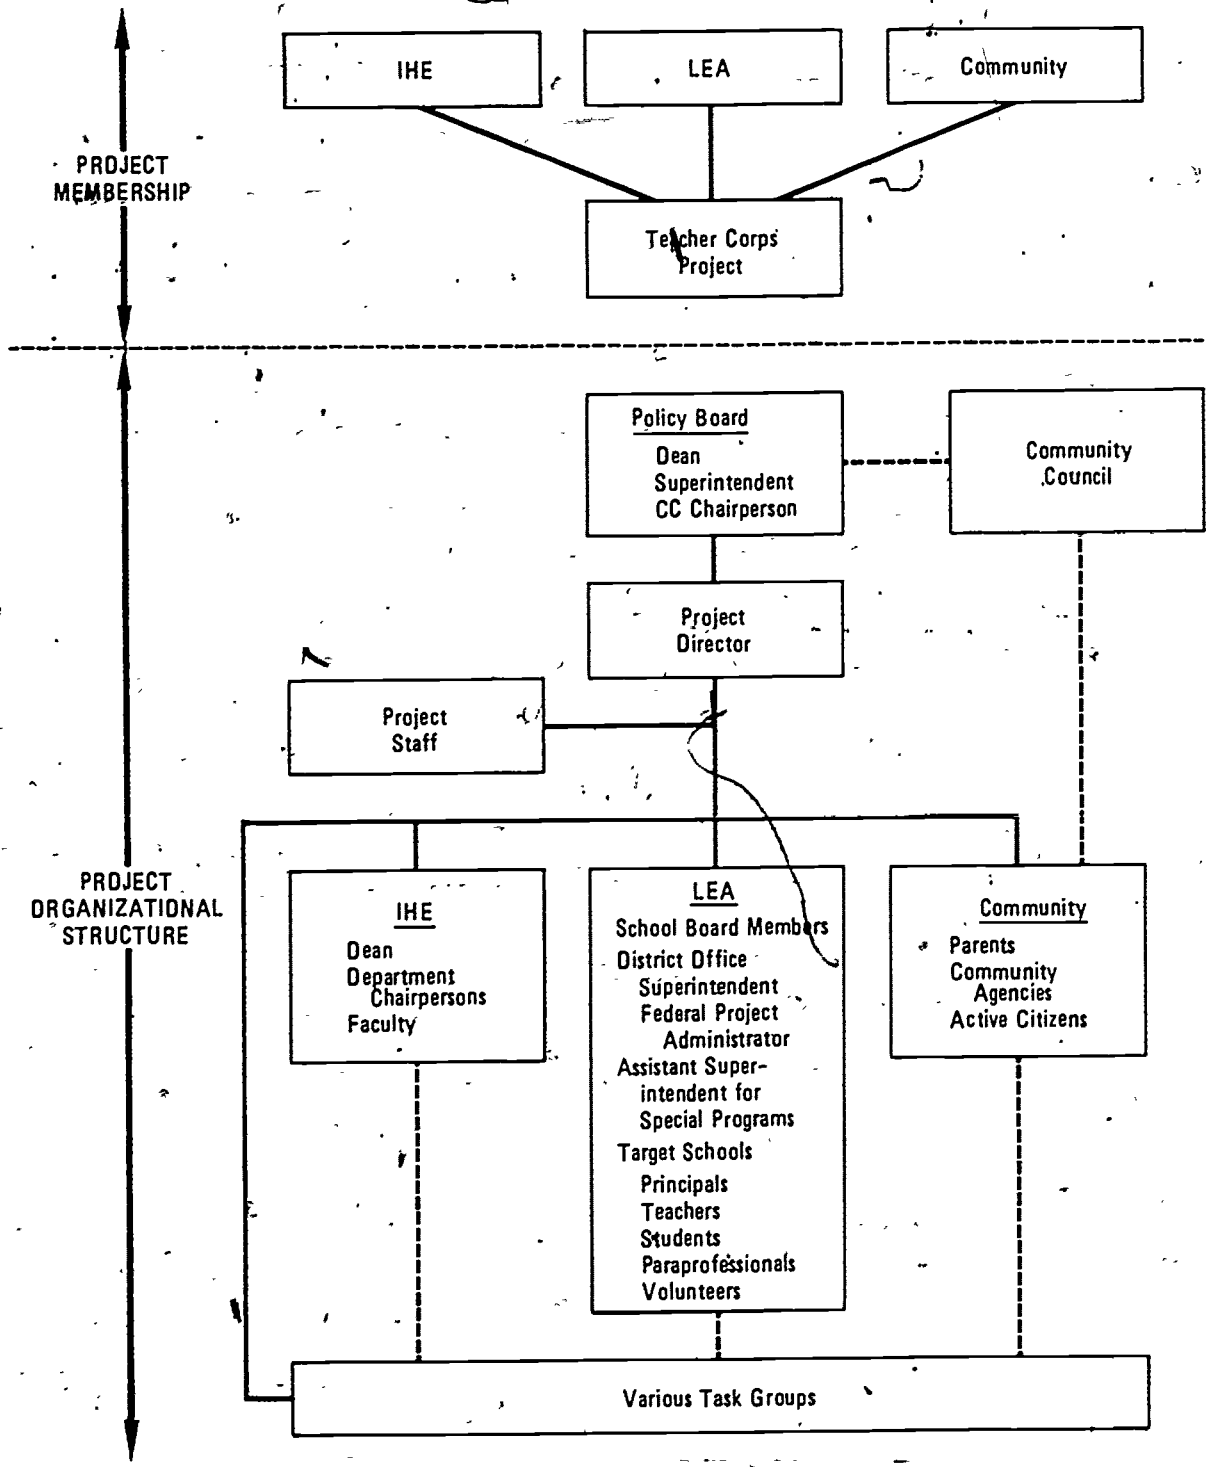 IHE
LEA
Community
PROJECT
MEMBERSHIP
Teacher Corps
Project
Policy Board
Dean
Superintendent
CC Chairperson
Community
Council
Project
Director
Project
Staff
PROJECT
ORGANIZATIONAL
STRUCTURE
IHE
Dean
Department
Chairpersons
Faculty
LEA
School Board Members
District Office
Superintendent
Federal Project
Administrator
Assistant Super-
intendent for
Special Programs
Target Schools
Principals
Teachers
Students
Paraprofessionals
Volunteers
Community
Parents
Community
Agencies
Active Citizens
Various Task Groups